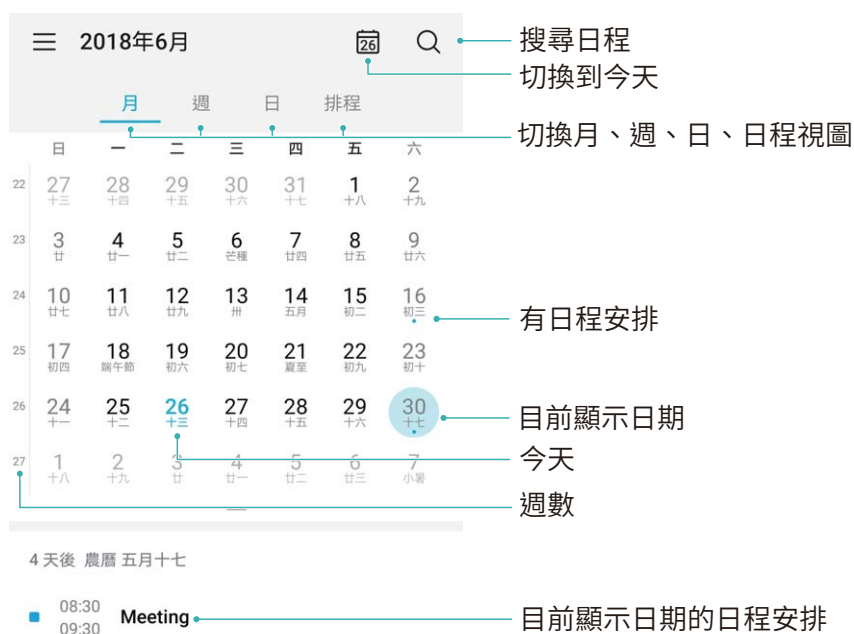 2018年6月 26 搜尋日程
切換到今天
月 週 日 排程
切換月、週、日、日程視圖
日 一 二 三 四 五 六
22 27 28 29 30 31 1 2
十三 十四 十五 十六 十七 十八 十九
23 3 4 5 6 7 8 9
廿 廿一 廿二 芒種 廿四 廿五 廿六
24 10 11 12 13 14 15 16
廿七 廿八 廿九 卅 五月 初二 初三
有日程安排
25 17 18 19 20 21 22 23
初四 端午節 初六 初七 夏至 初九 初十
26 24 25 26 27 28 29 30
十一 十二 十三 十四 十五 十六 十七
目前顯示日期
今天
27 1 2 3 4 5 6 7
十八 十九 廿 廿一 廿二 廿三 小暑
週數
4 天後 農曆 五月十七
08:30
Meeting
09:30
目前顯示日期的日程安排